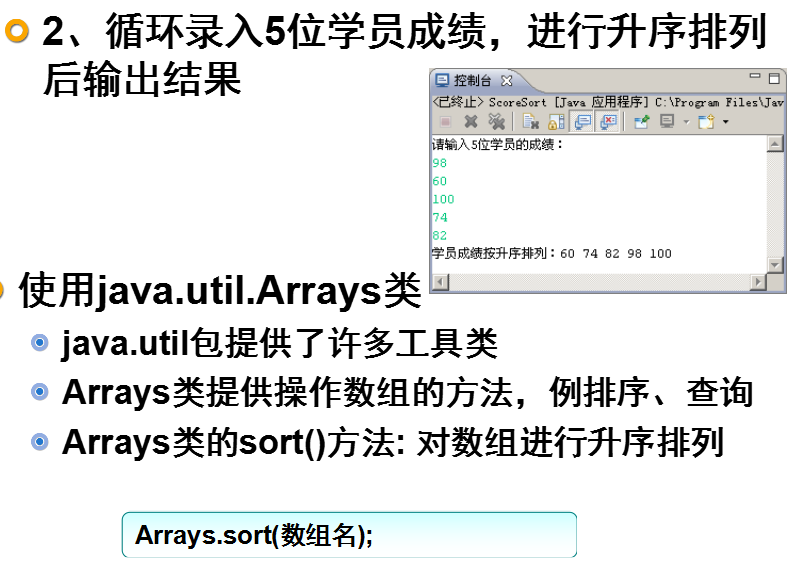 2、循环录入5位学员成绩，进行升序排列
后输出结果
控制台
<已终止> ScoreSort [Java 应用程序] C:\Program Files\Jav
请输入5位学员的成绩：
98
60
100
74
82
学员成绩按升序排列：60 74 82 98 100
使用java.util.Arrays类
java.util包提供了许多工具类
Arrays类提供操作数组的方法，例排序、查询
Arrays类的sort()方法: 对数组进行升序排列
Arrays.sort(数组名);